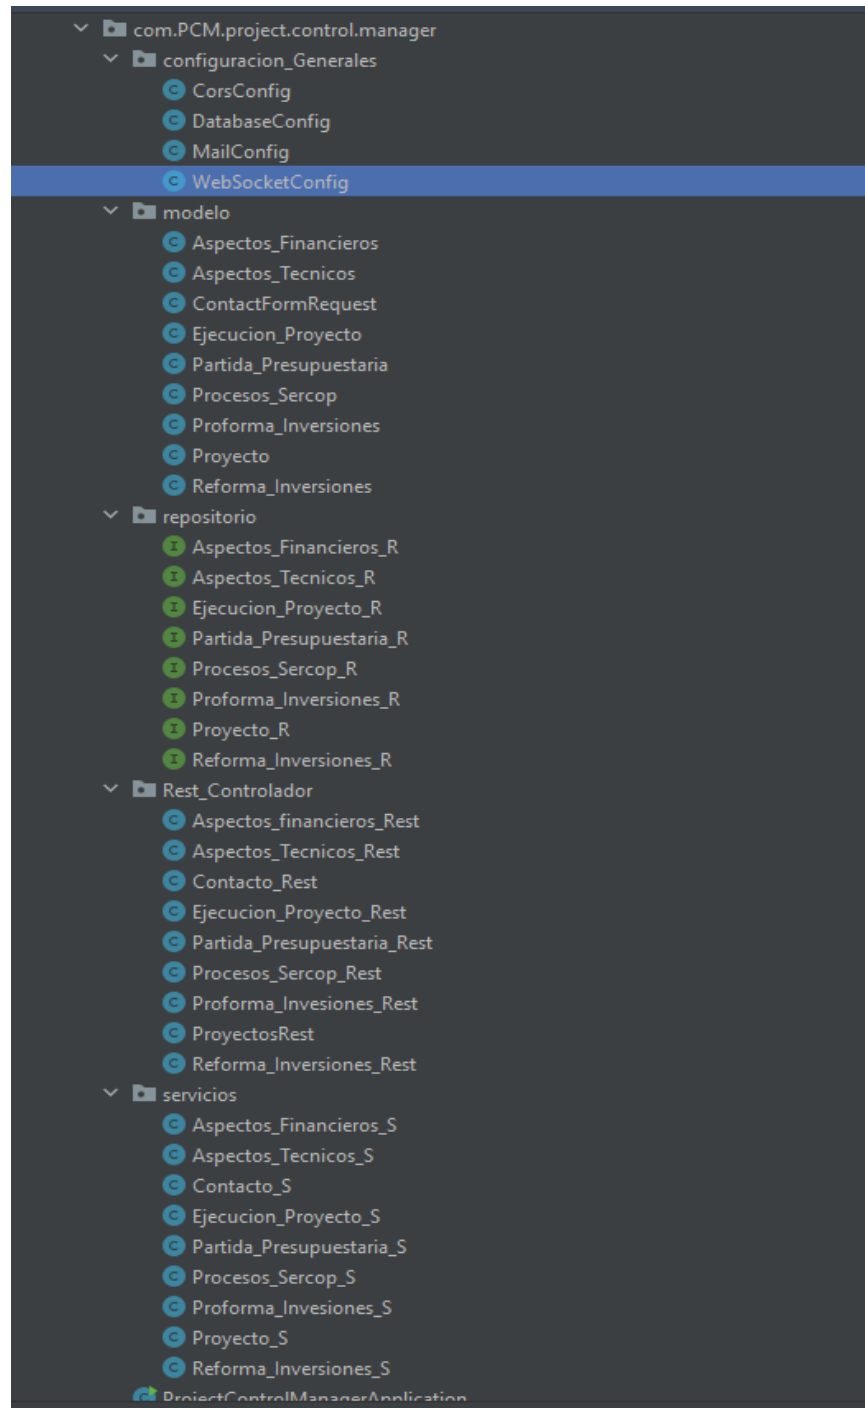 com.PCM.project.control.manager
configuracion_Generales
CorsConfig
DatabaseConfig
MailConfig
WebSocketConfig
modelo
Aspectos_Financieros
Aspectos_Tecnicos
ContactFormRequest
Ejecucion_Proyecto
Partida_Presupuestaria
Procesos_Sercop
Proforma_Inversiones
Proyecto
Reforma_Inversiones
repositorio
Aspectos_Financieros_R
Aspectos_Tecnicos_R
Ejecucion_Proyecto_R
Partida_Presupuestaria_R
Procesos_Sercop_R
Proforma_Inversiones_R
Proyecto_R
Reforma_Inversiones_R
Rest_Controlador
Aspectos_financieros_Rest
Aspectos_Tecnicos_Rest
Contacto_Rest
Ejecucion_Proyecto_Rest
Partida_Presupuestaria_Rest
Procesos_Sercop_Rest
Proforma_Invesiones_Rest
ProyectosRest
Reforma_Inversiones_Rest
servicios
Aspectos_Financieros_S
Aspectos_Tecnicos_S
Contacto_S
Ejecucion_Proyecto_S
Partida_Presupuestaria_S
Procesos_Sercop_S
Proforma_Invesiones_S
Proyecto_S
Reforma_Inversiones_S
ProjectControlManagerApplication